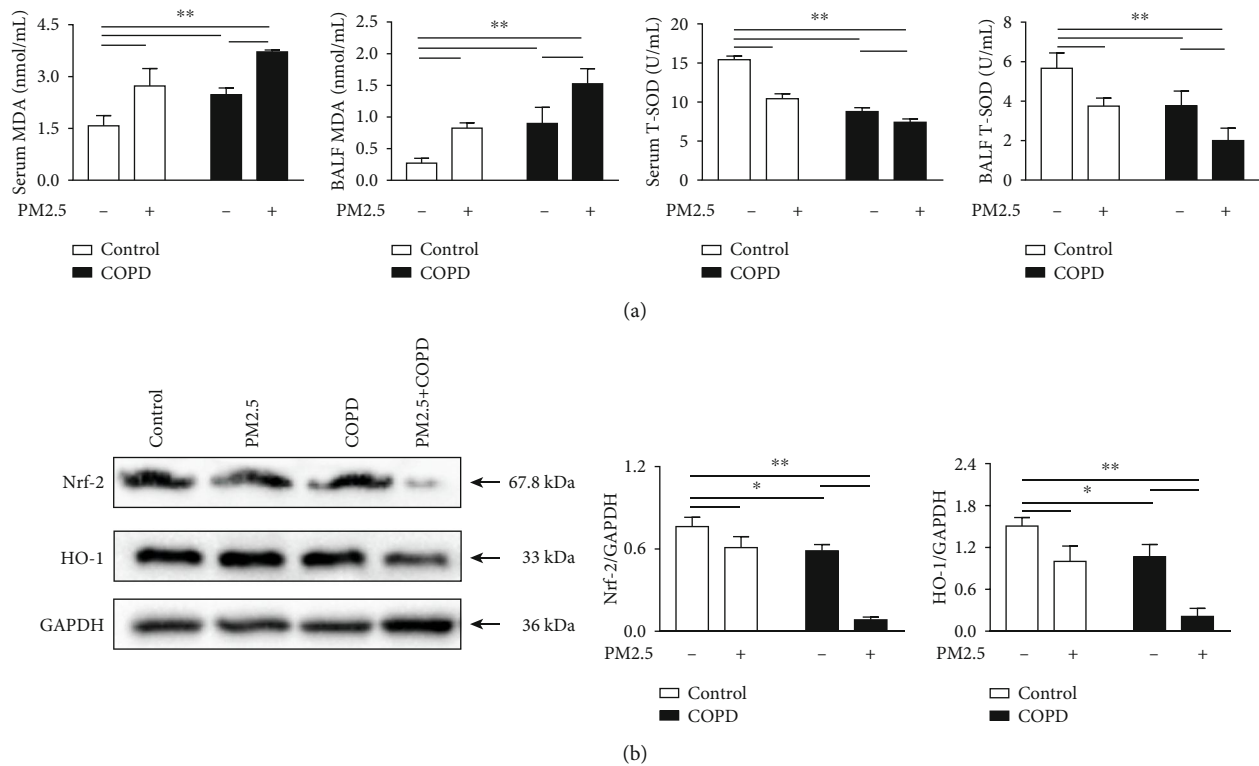 Serum MDA (nmol/mL)
4.5
3.0
1.5
0.0
**
PM2.5 – + – +
Control
COPD
BALF MDA (nmol/mL)
2.5
2.0
1.5
1.0
0.5
0.0
**
PM2.5 – + – +
Control
COPD
Serum T-SOD (U/mL)
20
15
10
5
0
**
PM2.5 – + – +
Control
COPD
BALF T-SOD (U/mL)
8
6
4
2
0
**
PM2.5 – + – +
Control
COPD
(a)
Control
PM2.5
COPD
PM2.5+COPD
Nrf-2 67.8 kDa
HO-1 33 kDa
GAPDH 36 kDa
Nrf-2/GAPDH
1.2
0.6
0.0
**
*
PM2.5 – + – +
Control
COPD
HO-1/GAPDH
2.4
1.8
1.2
0.6
0.0
**
*
PM2.5 – + – +
Control
COPD
(b)